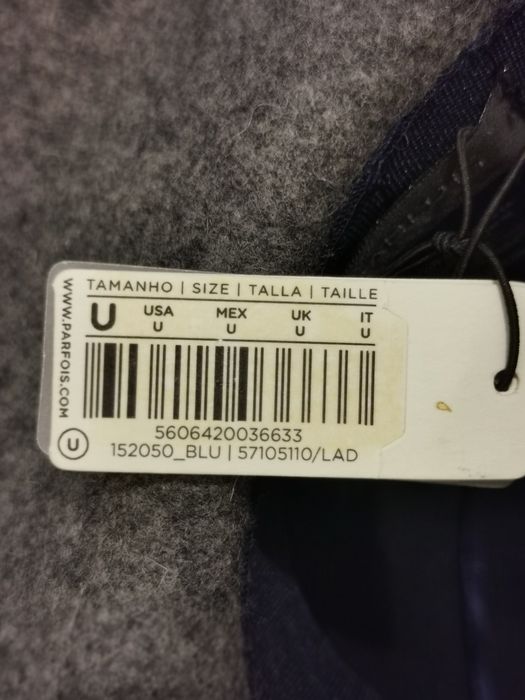 TAMANHO | SIZE | TALLA | TAILLE
U USA MEX UK IT
U U U U
5606420036633
152050_BLU | 57105110/LAD
WWW.PARFOIS.COM
U